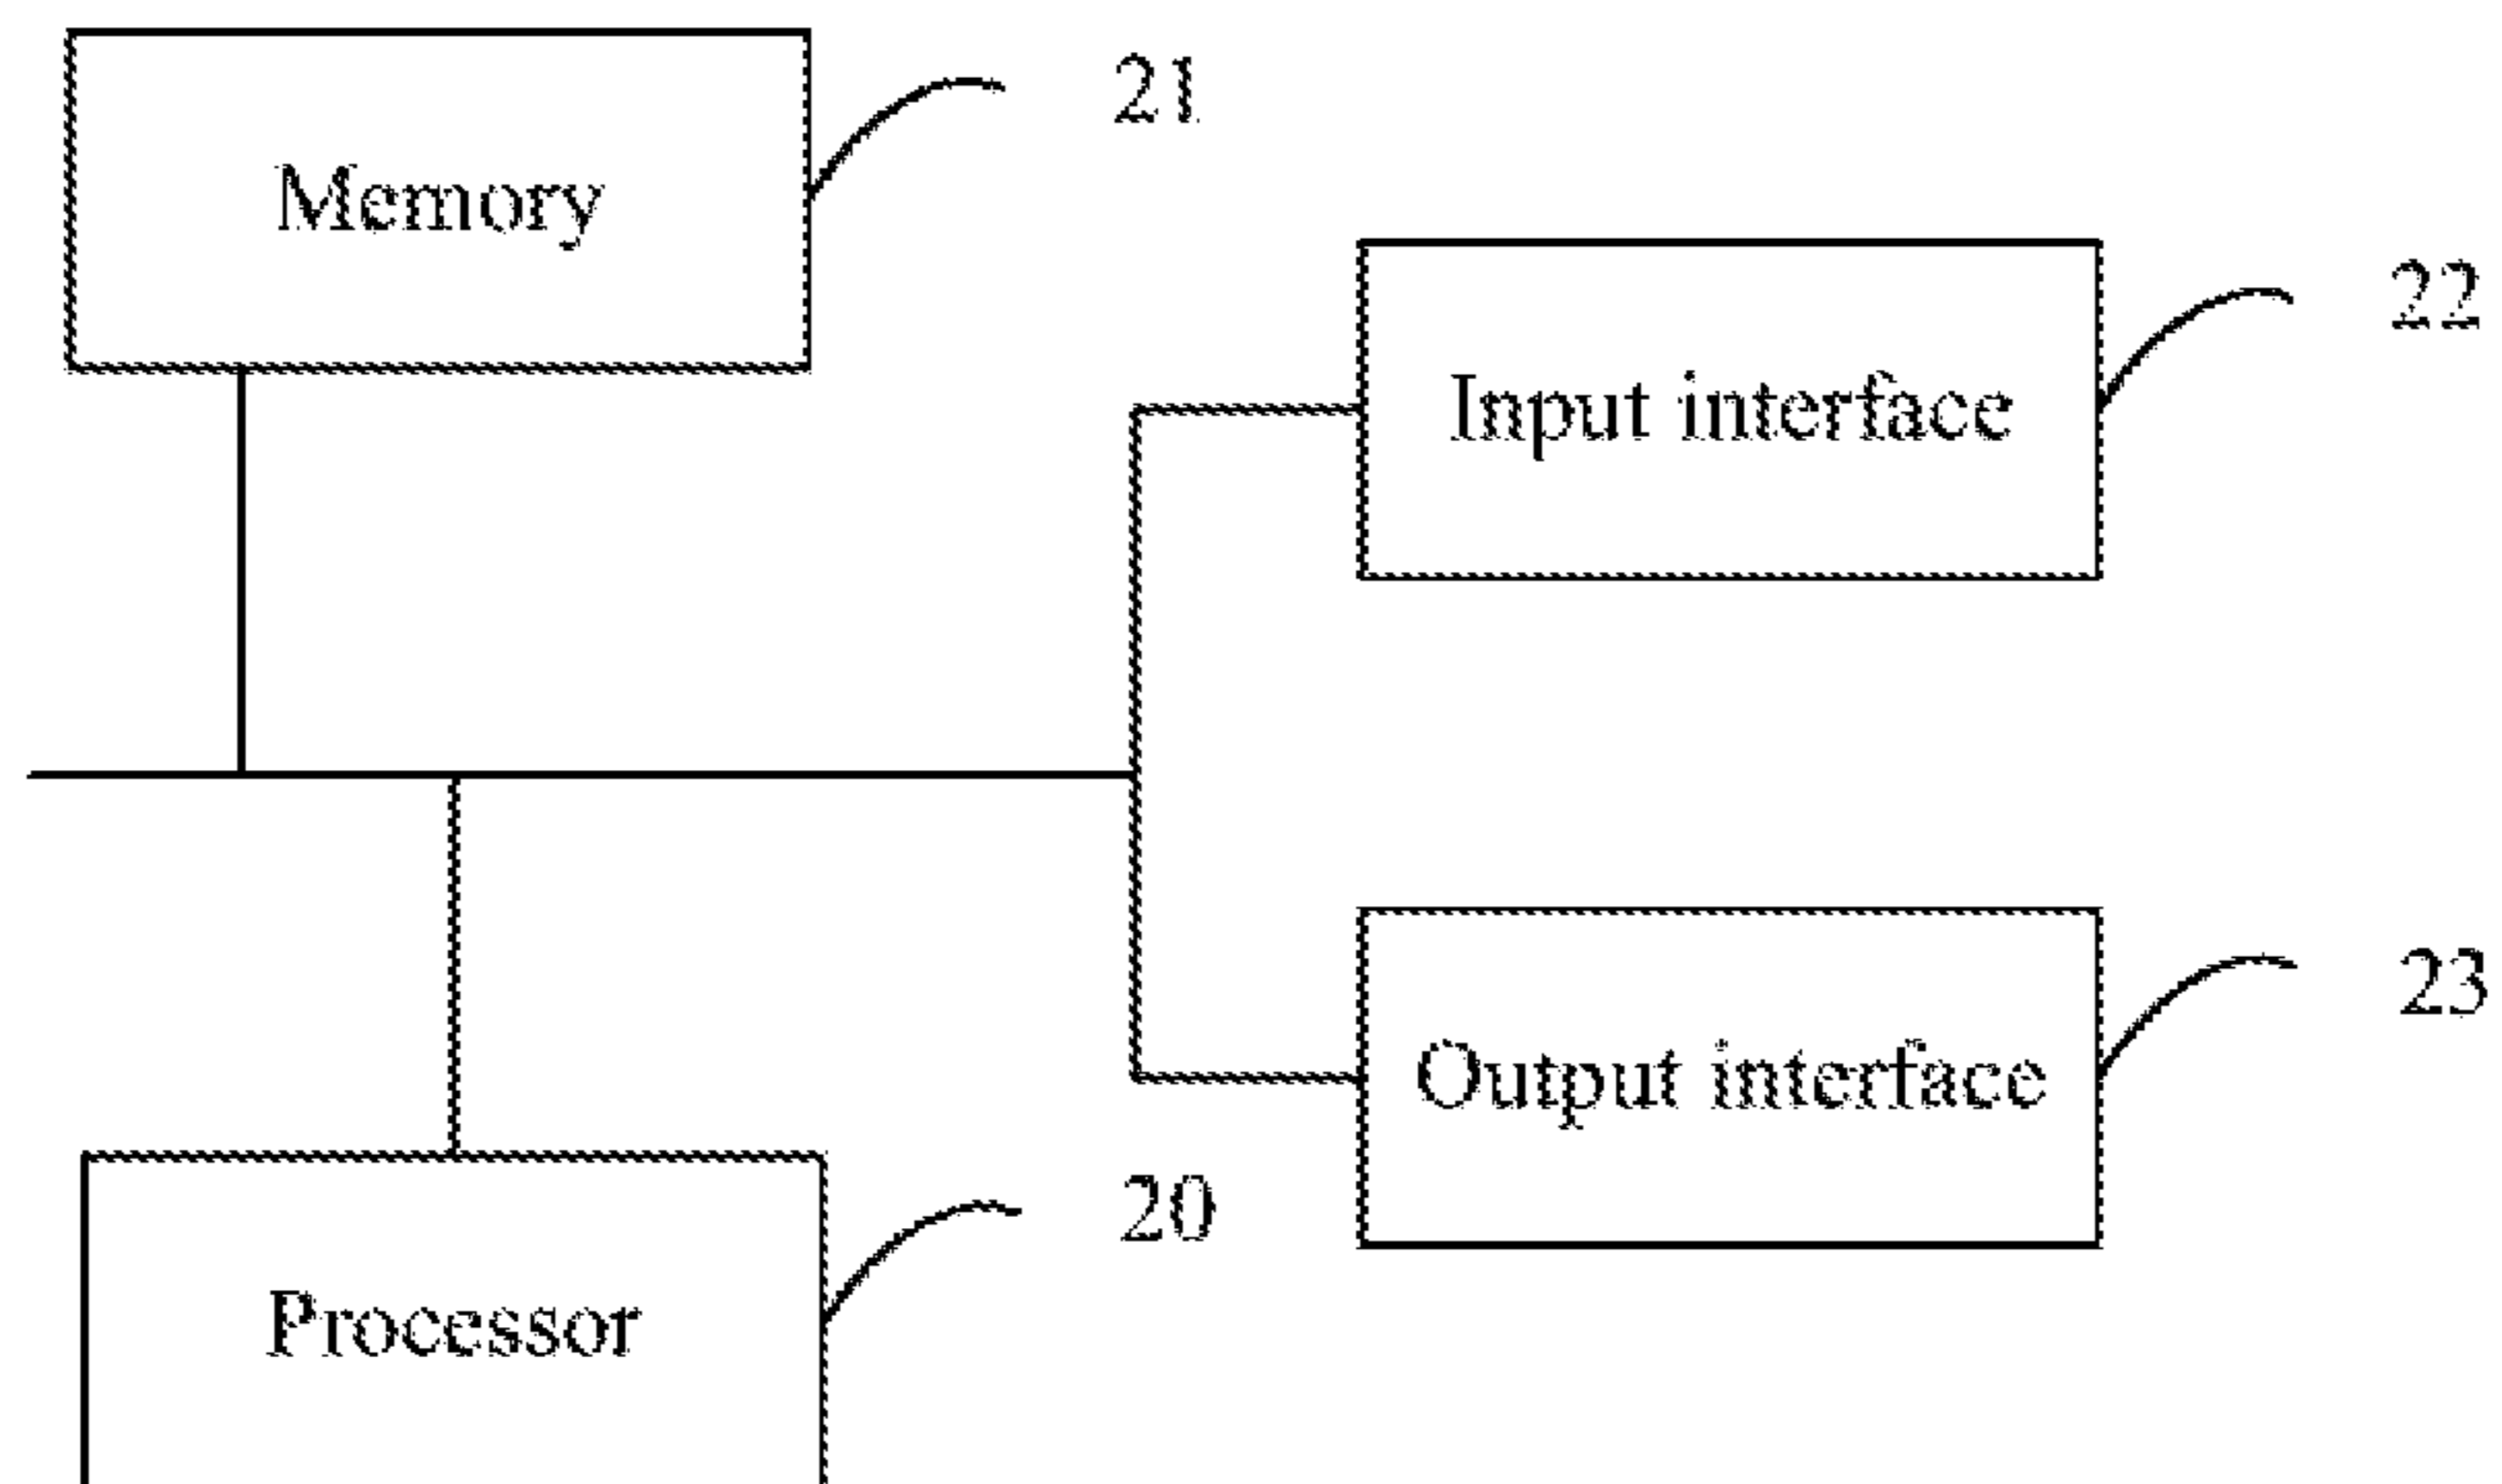 21
Memory
22
Input interface
23
Output interface
20
Processor